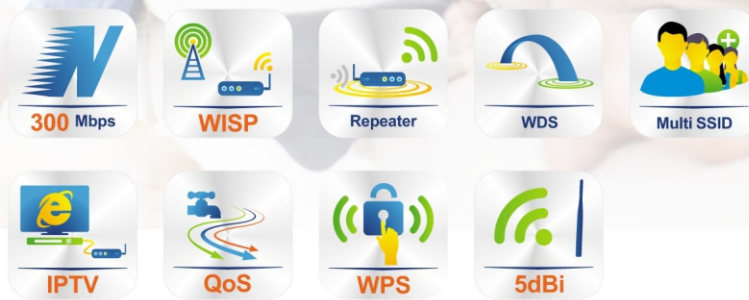 300 Mbps
WISP
Repeater
WDS
Multi SSID
IPTV
QoS
WPS
5dBi